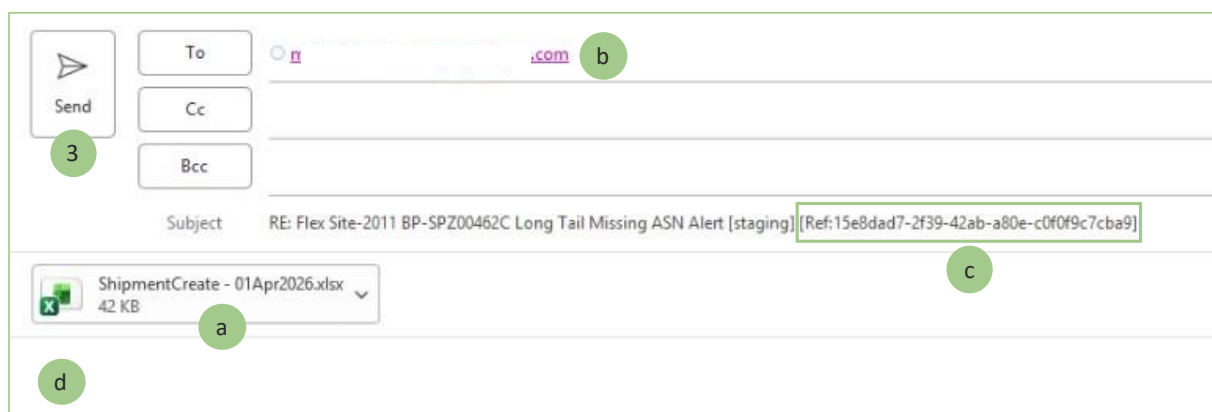 To
n .com b
Send
Cc
3
Bcc
Subject RE: Flex Site-2011 BP-SPZ00462C Long Tail Missing ASN Alert [staging] [Ref:15e8dad7-2f39-42ab-a80e-c0f0f9c7cba9]
c
ShipmentCreate - 01Apr2026.xlsx
42 KB
a
d